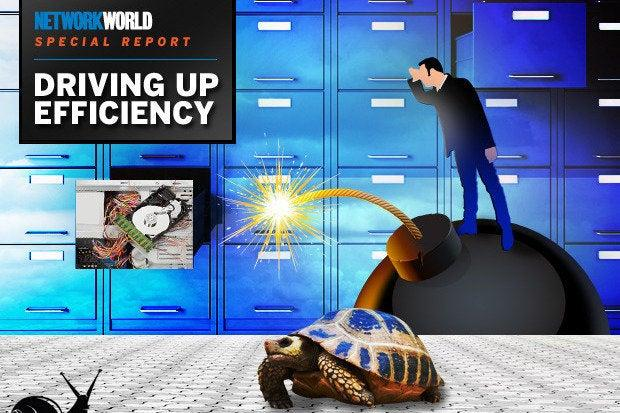 NETWORKWORLD
SPECIAL REPORT
DRIVING UP
EFFICIENCY